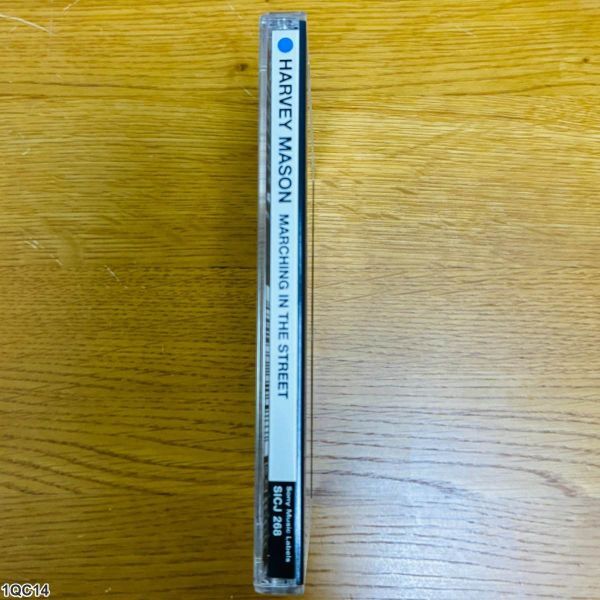 HARVEY MASON MARCHING IN THE STREET
Sony Music Labels
SICJ 268
1QC14